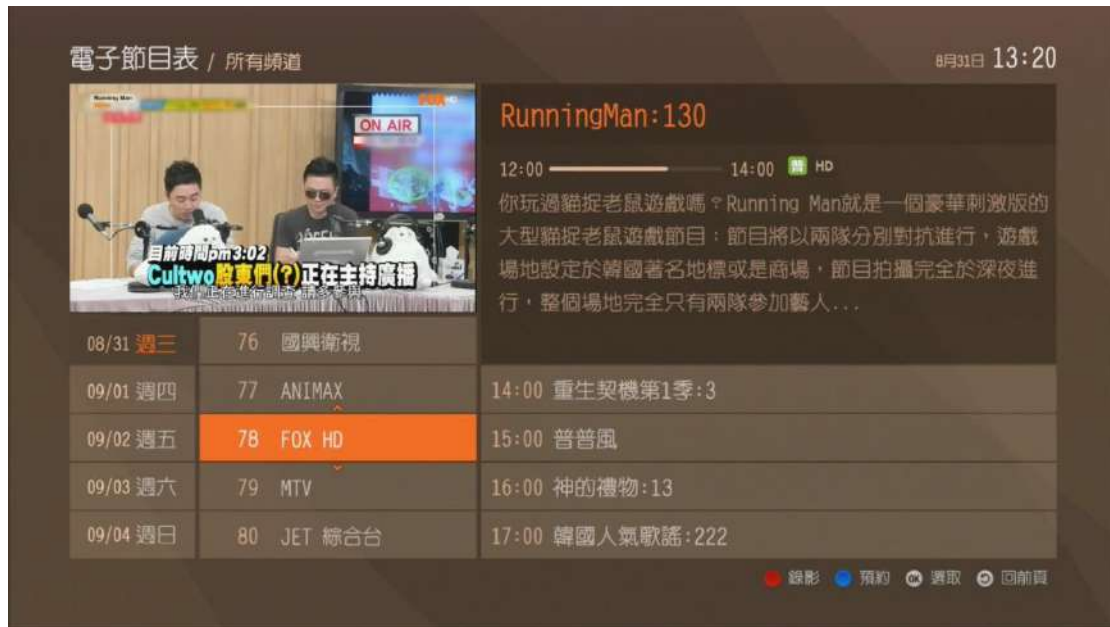 電子節目表 / 所有頻道
8月31日 13:20
Running Man
FOX HD
ON AIR
目前時間pm3:02
Cultwo股東們(?)正在主持廣播
RunningMan:130
12:00
14:00 普 HD
你玩過貓捉老鼠遊戲嗎?Running Man就是一個豪華刺激版的
大型貓捉老鼠遊戲節目:節目將以兩隊分別對抗進行,遊戲
場地設定於韓國著名地標或是商場,節目拍攝完全於深夜進
行,整個場地完全只有兩隊參加藝人...
08/31 週三
76 國興衛視
09/01 週四
77 ANIMAX
14:00 重生契機第1季:3
09/02 週五
78 FOX HD
15:00 普普風
09/03 週六
79 MTV
16:00 神的禮物:13
09/04 週日
80 JET 綜合台
17:00 韓國人氣歌謠:222
錄影
預約
OK 選取
回前頁